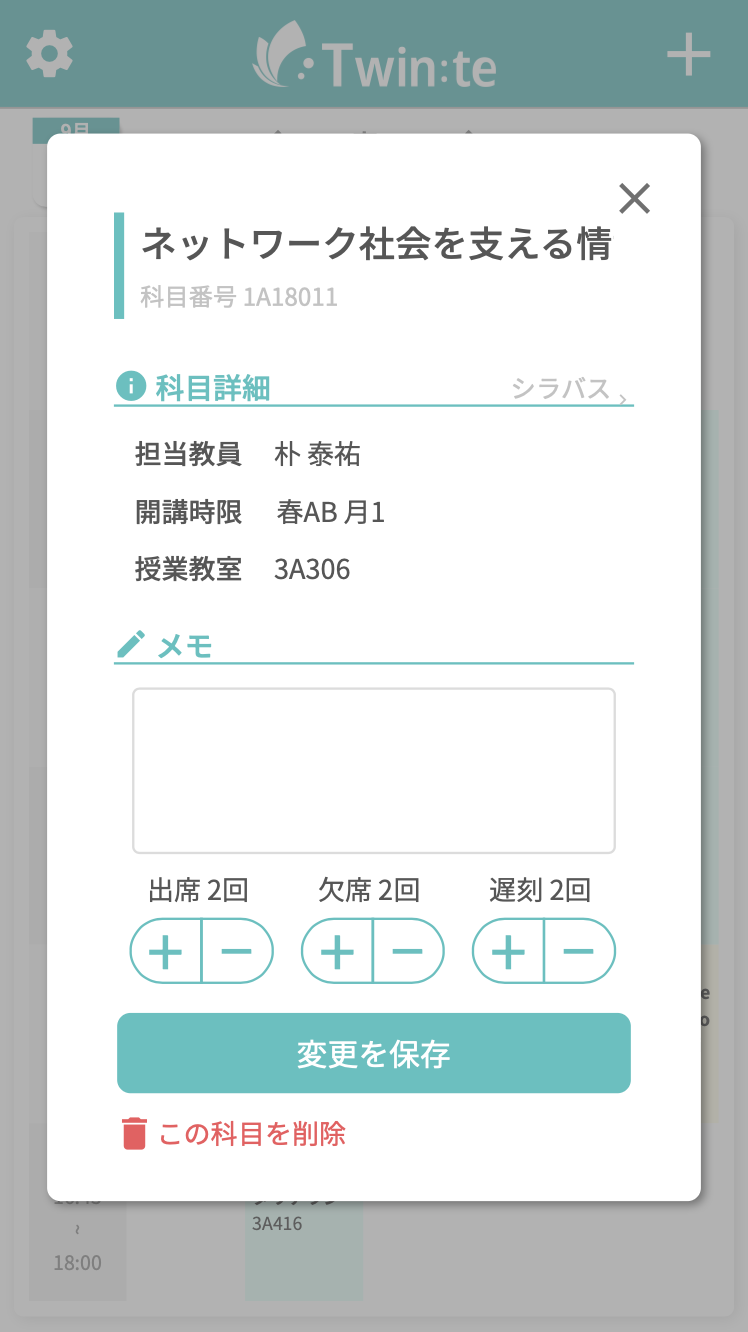 Twin:te
9月
ネットワーク社会を支える情
科目番号 1A18011
科目詳細
シラバス
担当教員 朴 泰祐
開講時限 春AB 月1
授業教室 3A306
メモ
出席 2回 欠席 2回 遅刻 2回
変更を保存
この科目を削除
3A416
~
18:00